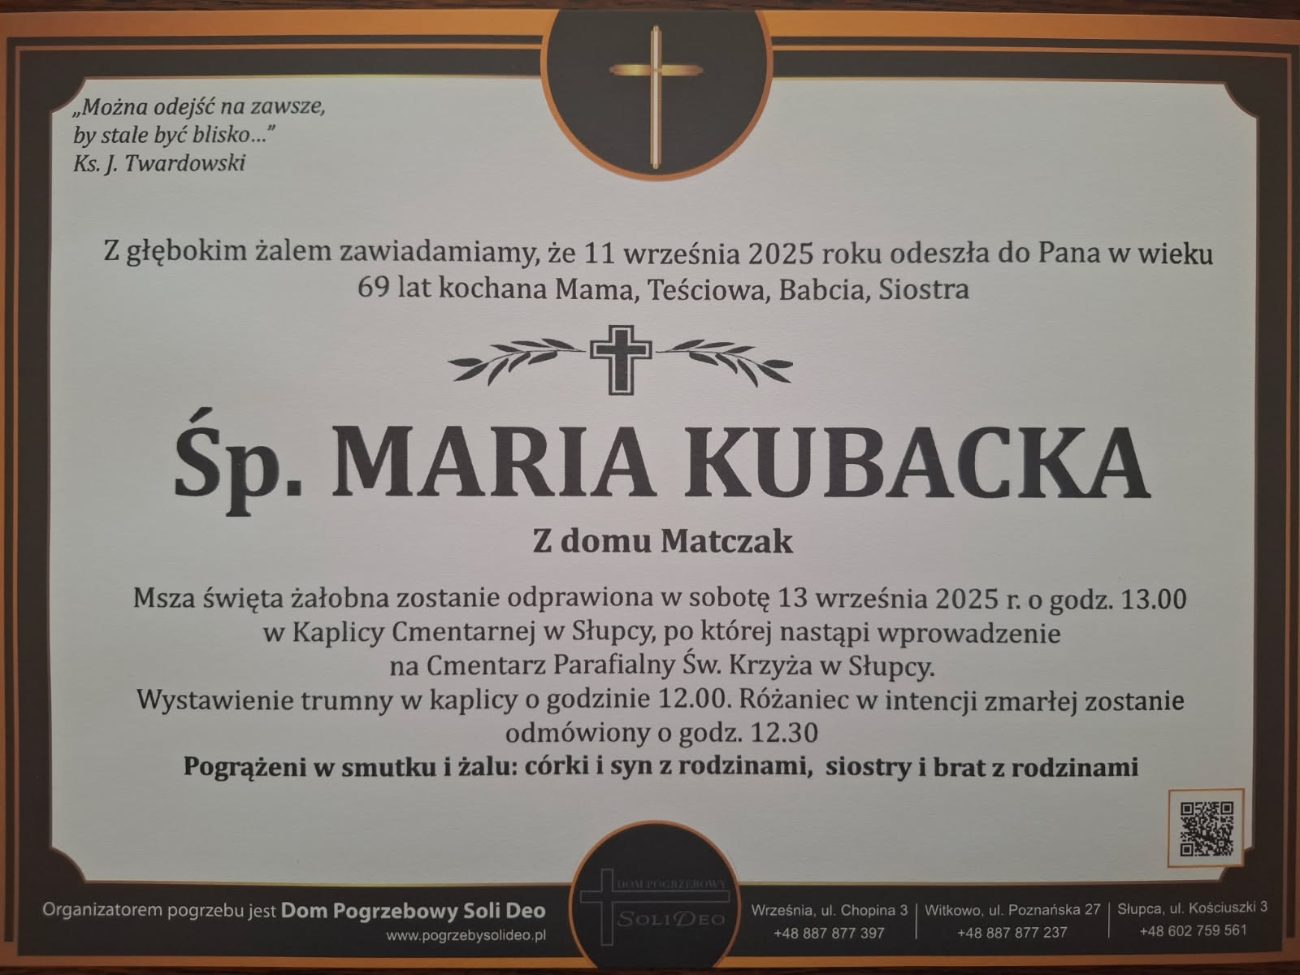 „Można odejść na zawsze,
by stale być blisko...”
Ks. J. Twardowski
Z głębokim żalem zawiadamiamy, że 11 września 2025 roku odeszła do Pana w wieku
69 lat kochana Mama, Teściowa, Babcia, Siostra
Śp. MARIA KUBACKA
Z domu Matczak
Msza święta żałobna zostanie odprawiona w sobotę 13 września 2025 r. o godz. 13.00
w Kaplicy Cmentarnej w Słupcy, po której nastąpi wprowadzenie
na Cmentarz Parafialny Św. Krzyża w Słupcy.
Wystawienie trumny w kaplicy o godzinie 12.00. Różaniec w intencji zmarłej zostanie
odmówiony o godz. 12.30
Pogrążeni w smutku i żalu: córki i syn z rodzinami, siostry i brat z rodzinami
Organizatorem pogrzebu jest Dom Pogrzebowy Soli Deo
www.pogrzebysolideo.pl
DOM POGRZEBOWY
SOLI DEO
Września, ul. Chopina 3
+48 887 877 397
Witkowo, ul. Poznańska 27
+48 887 877 237
Słupca, ul. Kościuszki 3
+48 602 759 561